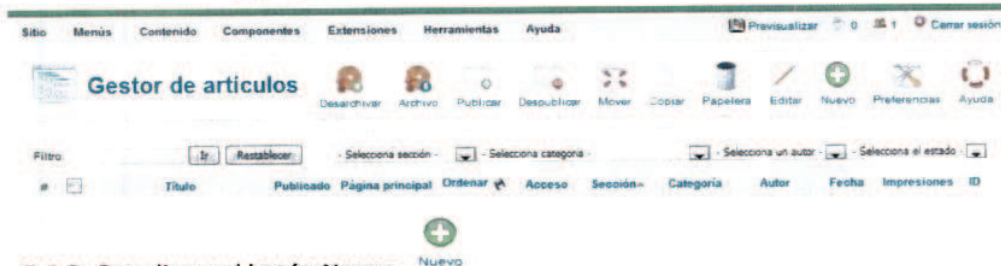 Sitio Menús Contenido Componentes Extensiones Herramientas Ayuda Previsualizar 0 1 Cerrar sesión
Gestor de artículos
Desarchivar Archivo Publicar Despublicar Mover Copiar Papelera Editar Nuevo Preferencias Ayuda
Filtro: Ir Restablecer - Selecciona sección - - Selecciona categoría - - Selecciona un autor - - Selecciona el estado -
# Título Publicado Página principal Ordenar Acceso Sección Categoría Autor Fecha Impresiones ID
Nuevo